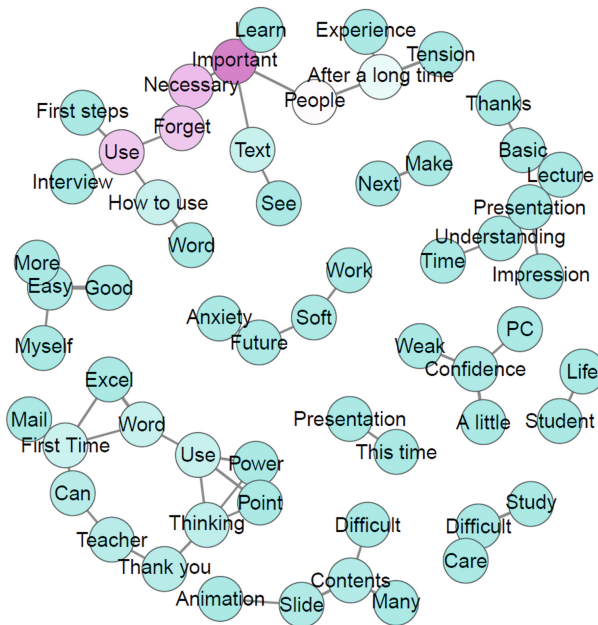 Learn
Experience
Important
Tension
After a long time
Necessary
People
Thanks
First steps
Forget
Use
Text
Basic
Make
Lecture
Next
Interview
How to use
See
Presentation
Word
Understanding
Time
Impression
More
Easy
Good
Work
Anxiety
Soft
Future
Myself
PC
Weak
Confidence
Life
Excel
Mail
Word
First Time
Presentation
A little
Student
This time
Use
Power
Can
Point
Thinking
Study
Difficult
Difficult
Teacher
Care
Thank you
Contents
Animation
Slide
Many